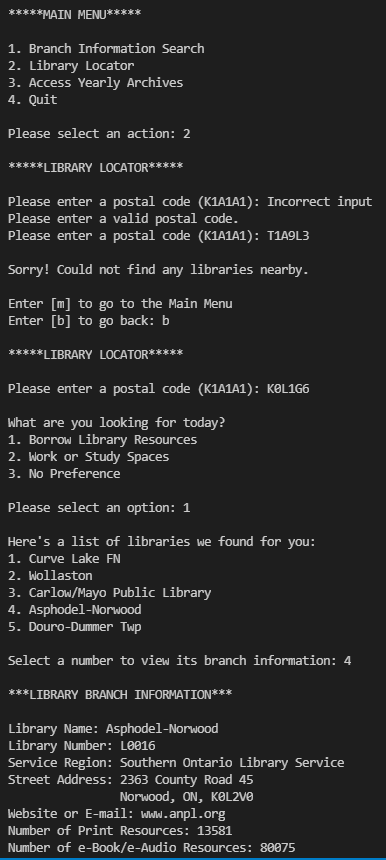 *****MAIN MENU*****
1. Branch Information Search
2. Library Locator
3. Access Yearly Archives
4. Quit
Please select an action: 2
*****LIBRARY LOCATOR*****
Please enter a postal code (K1A1A1): Incorrect input
Please enter a valid postal code.
Please enter a postal code (K1A1A1): T1A9L3
Sorry! Could not find any libraries nearby.
Enter [m] to go to the Main Menu
Enter [b] to go back: b
*****LIBRARY LOCATOR*****
Please enter a postal code (K1A1A1): K0L1G6
What are you looking for today?
1. Borrow Library Resources
2. Work or Study Spaces
3. No Preference
Please select an option: 1
Here's a list of libraries we found for you:
1. Curve Lake FN
2. Wollaston
3. Carlow/Mayo Public Library
4. Asphodel-Norwood
5. Douro-Dummer Twp
Select a number to view its branch information: 4
***LIBRARY BRANCH INFORMATION***
Library Name: Asphodel-Norwood
Library Number: L0016
Service Region: Southern Ontario Library Service
Street Address: 2363 County Road 45
Norwood, ON, K0L2V0
Website or E-mail: www.anpl.org
Number of Print Resources: 13581
Number of e-Book/e-Audio Resources: 80075